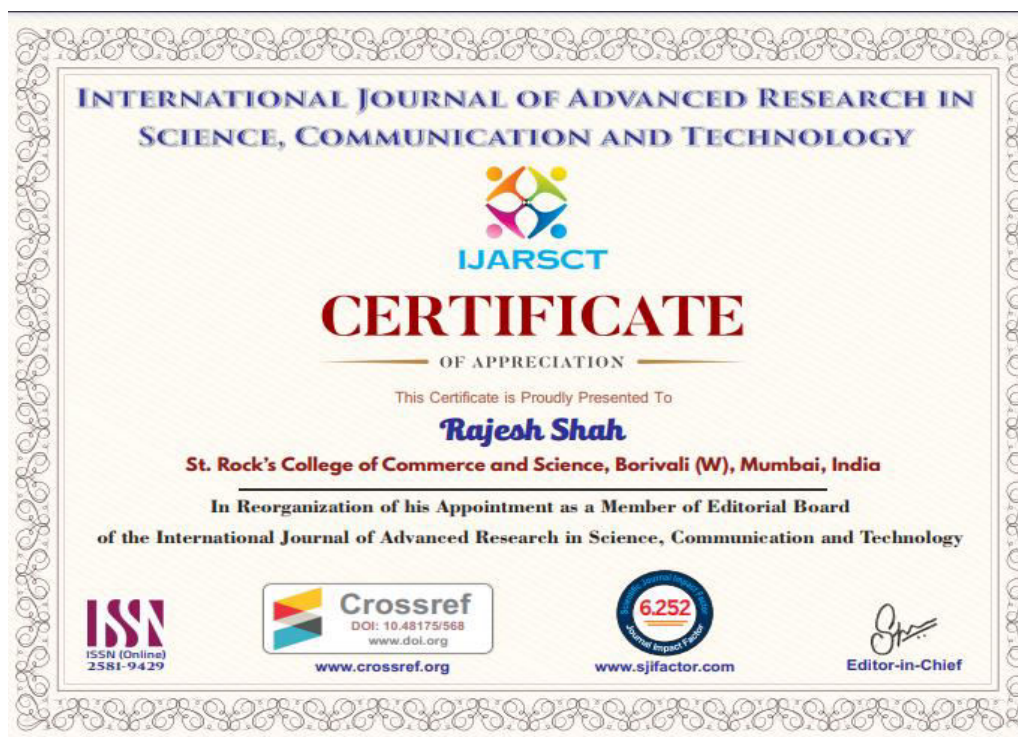 INTERNATIONAL JOURNAL OF ADVANCED RESEARCH IN
SCIENCE, COMMUNICATION AND TECHNOLOGY
IJARSCT
CERTIFICATE
OF APPRECIATION
This Certificate is Proudly Presented To
Rajesh Shah
St. Rock's College of Commerce and Science, Borivali (W), Mumbai, India
In Reorganization of his Appointment as a Member of Editorial Board
of the International Journal of Advanced Research in Science, Communication and Technology
ISSN
ISSN (Online)
2581-9429
Crossref
DOI: 10.48175/568
www.doi.org
www.crossref.org
Scientific Journal Impact Factor
6.252
Journal Impact Factor
www.sjifactor.com
Editor-in-Chief